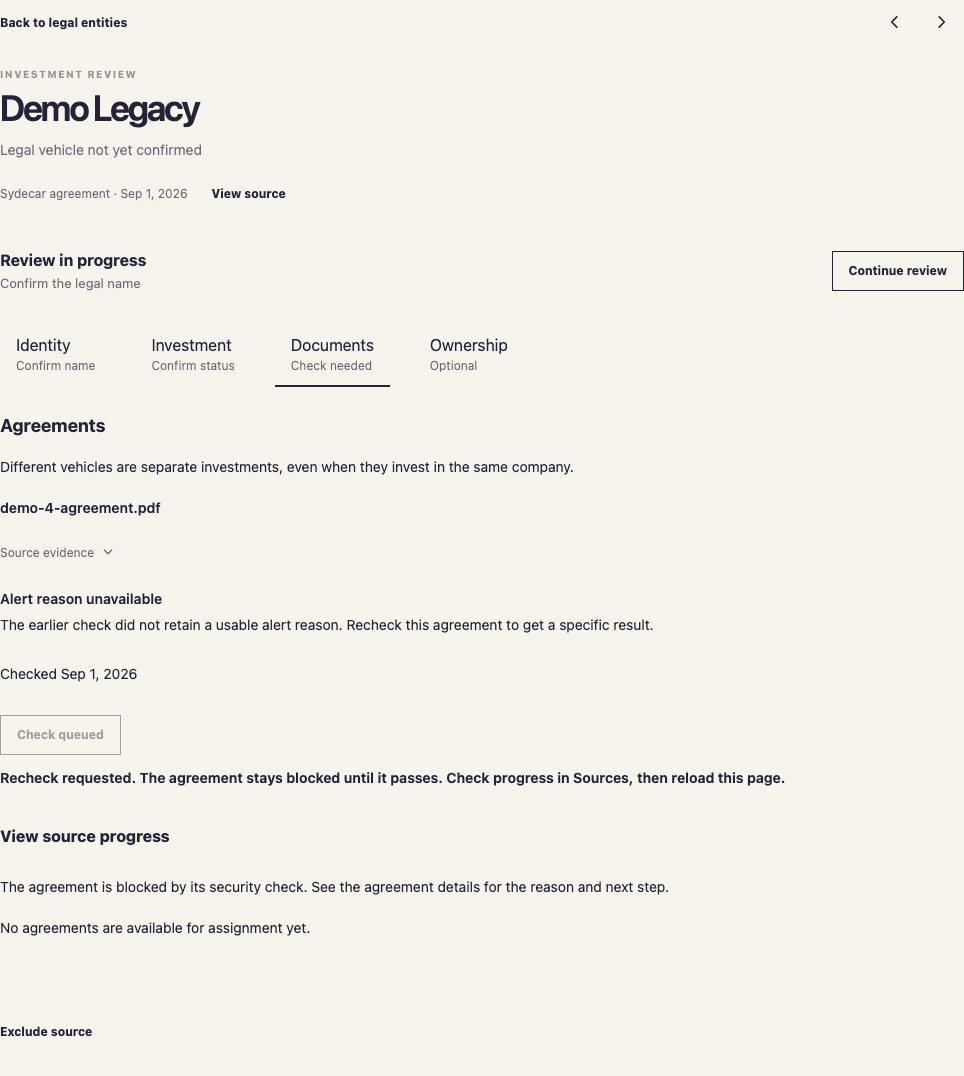 Back to legal entities
INVESTMENT REVIEW
Demo Legacy
Legal vehicle not yet confirmed
Sydecar agreement · Sep 1, 2026 View source
Review in progress
Confirm the legal name
Continue review
Identity Investment Documents Ownership
Confirm name Confirm status Check needed Optional
Agreements
Different vehicles are separate investments, even when they invest in the same company.
demo-4-agreement.pdf
Source evidence
Alert reason unavailable
The earlier check did not retain a usable alert reason. Recheck this agreement to get a specific result.
Checked Sep 1, 2026
Check queued
Recheck requested. The agreement stays blocked until it passes. Check progress in Sources, then reload this page.
View source progress
The agreement is blocked by its security check. See the agreement details for the reason and next step.
No agreements are available for assignment yet.
Exclude source